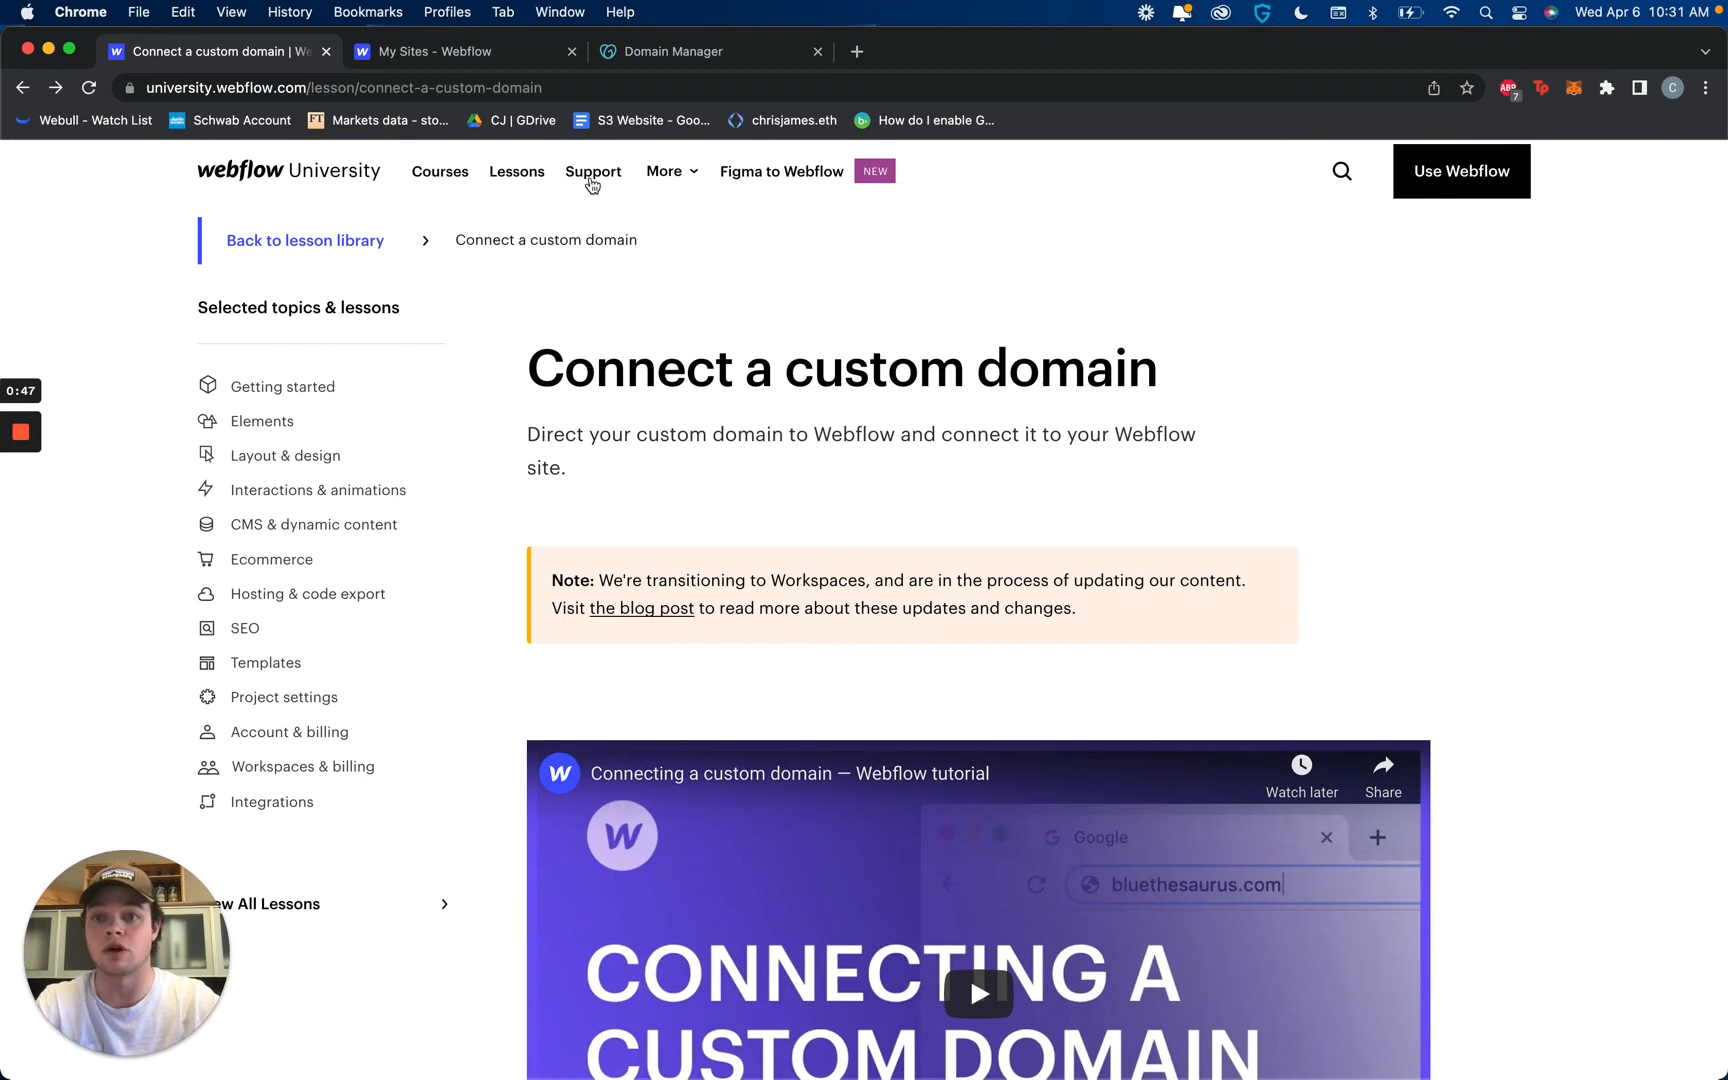 Chrome File Edit View History Bookmarks Profiles Tab Window Help Wed Apr 6 10:31 AM
Connect a custom domain | We My Sites - Webflow Domain Manager
university.webflow.com/lesson/connect-a-custom-domain
ABP 7 Tp C
Webull - Watch List Schwab Account FT Markets data - sto... CJ | GDrive S3 Website - Goo... chrisjames.eth How do I enable G...
webflow University Courses Lessons Support More Figma to Webflow NEW Use Webflow
Back to lesson library Connect a custom domain
Selected topics & lessons
Getting started
Elements
Layout & design
Interactions & animations
CMS & dynamic content
Ecommerce
Hosting & code export
SEO
Templates
Project settings
Account & billing
Workspaces & billing
Integrations
ew All Lessons
0:47
Connect a custom domain
Direct your custom domain to Webflow and connect it to your Webflow
site.
Note: We're transitioning to Workspaces, and are in the process of updating our content.
Visit the blog post to read more about these updates and changes.
Connecting a custom domain — Webflow tutorial
Watch later Share
Google
bluethesaurus.com
CONNECTING A
CUSTOM DOMAIN